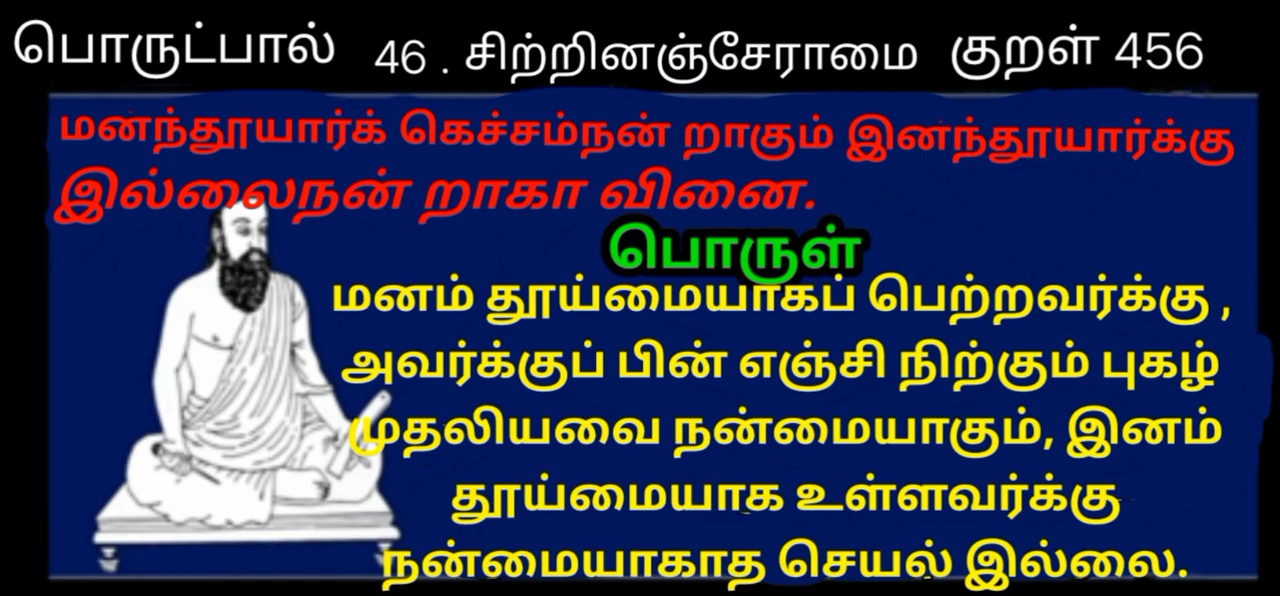 பொருட்பால் 46 . சிற்றினஞ்சேராமை குறள் 456
மனந்தூயார்க் கெச்சம்நன் றாகும் இனந்தூயார்க்கு
இல்லைநன் றாகா வினை.
பொருள்
மனம் தூய்மையாகப் பெற்றவர்க்கு ,
அவர்க்குப் பின் எஞ்சி நிற்கும் புகழ்
முதலியவை நன்மையாகும், இனம்
தூய்மையாக உள்ளவர்க்கு
நன்மையாகாத செயல் இல்லை.